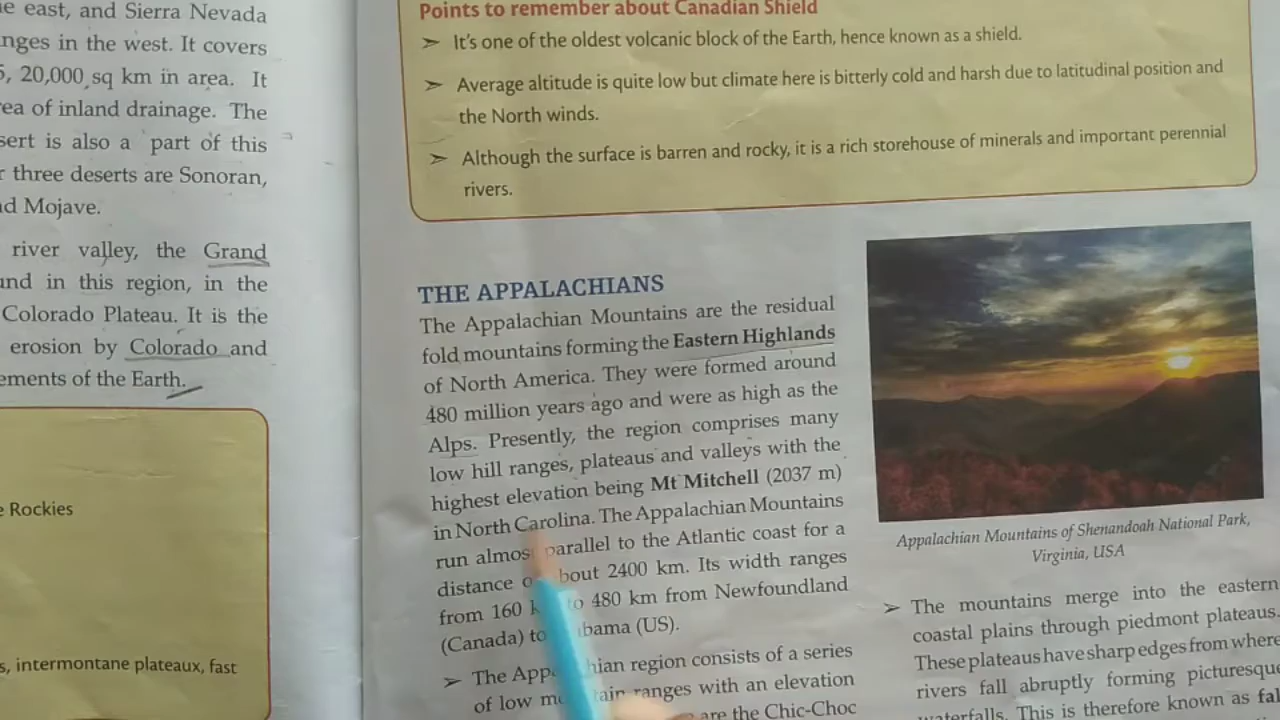 e east, and Sierra Nevada
nges in the west. It covers
5, 20,000 sq km in area. It
ea of inland drainage. The
sert is also a part of this
r three deserts are Sonoran,
nd Mojave.
river valley, the Grand
und in this region, in the
Colorado Plateau. It is the
erosion by Colorado and
ements of the Earth.
e Rockies
s, intermontane plateaux, fast
Points to remember about Canadian Shield
➢ It's one of the oldest volcanic block of the Earth, hence known as a shield.
➢ Average altitude is quite low but climate here is bitterly cold and harsh due to latitudinal position and
the North winds.
➢ Although the surface is barren and rocky, it is a rich storehouse of minerals and important perennial
rivers.
THE APPALACHIANS
The Appalachian Mountains are the residual
fold mountains forming the Eastern Highlands
of North America. They were formed around
480 million years ago and were as high as the
Alps. Presently, the region comprises many
low hill ranges, plateaus and valleys with the
highest elevation being Mt Mitchell (2037 m)
in North Carolina. The Appalachian Mountains
run almost parallel to the Atlantic coast for a
distance of about 2400 km. Its width ranges
from 160 k to 480 km from Newfoundland
(Canada) to bama (US).
➢ The App hian region consists of a series
of low mo tain ranges with an elevation
are the Chic-Choc
Appalachian Mountains of Shenandoah National Park,
Virginia, USA
➢ The mountains merge into the eastern
coastal plains through piedmont plateaus.
These plateaus have sharp edges from where
rivers fall abruptly forming picturesque
waterfalls. This is therefore known as fal